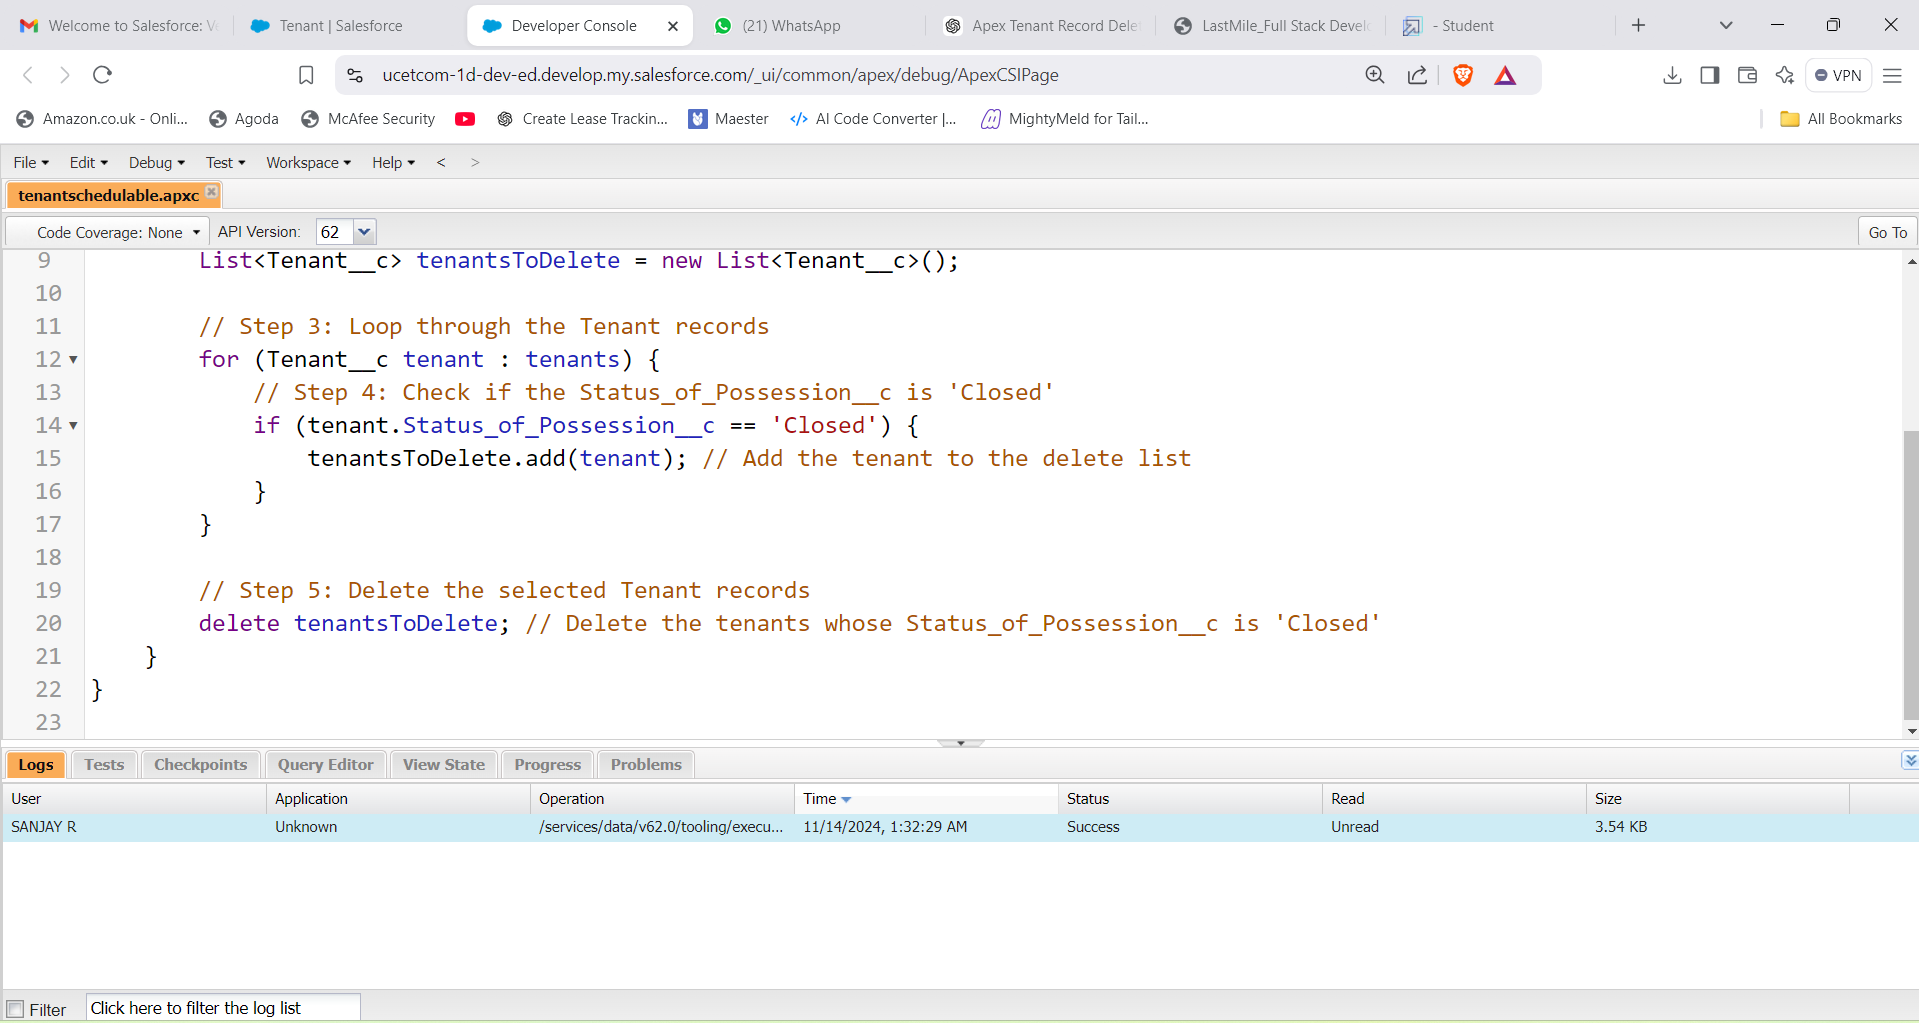 Welcome to Salesforce: Ve
Tenant | Salesforce
Developer Console
(21) WhatsApp
Apex Tenant Record Delet
LastMile_Full Stack Develo
- Student
ucetcom-1d-dev-ed.develop.my.salesforce.com/_ui/common/apex/debug/ApexCSIPage
VPN
Amazon.co.uk - Onli...
Agoda
McAfee Security
Create Lease Trackin...
Maester
AI Code Converter |...
MightyMeld for Tail...
All Bookmarks
File Edit Debug Test Workspace Help < >
tenantschedulable.apxc
Code Coverage: None API Version: 62 Go To
9 List<Tenant__c> tenantsToDelete = new List<Tenant__c>();
10
11 // Step 3: Loop through the Tenant records
12 for (Tenant__c tenant : tenants) {
13 // Step 4: Check if the Status_of_Possession__c is 'Closed'
14 if (tenant.Status_of_Possession__c == 'Closed') {
15 tenantsToDelete.add(tenant); // Add the tenant to the delete list
16 }
17 }
18
19 // Step 5: Delete the selected Tenant records
20 delete tenantsToDelete; // Delete the tenants whose Status_of_Possession__c is 'Closed'
21 }
22 }
23
Logs Tests Checkpoints Query Editor View State Progress Problems
User Application Operation Time Status Read Size
SANJAY R Unknown /services/data/v62.0/tooling/execu... 11/14/2024, 1:32:29 AM Success Unread 3.54 KB
Filter Click here to filter the log list